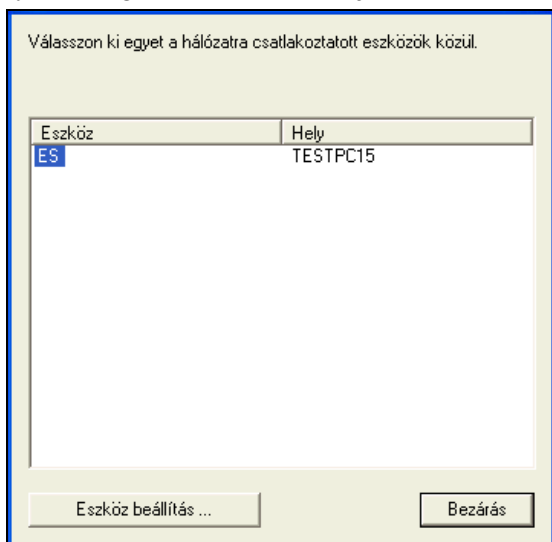 Válasszon ki egyet a hálózatra csatlakoztatott eszközök közül.
Eszköz Hely
ES TESTPC15
Eszköz beállítás ... Bezárás